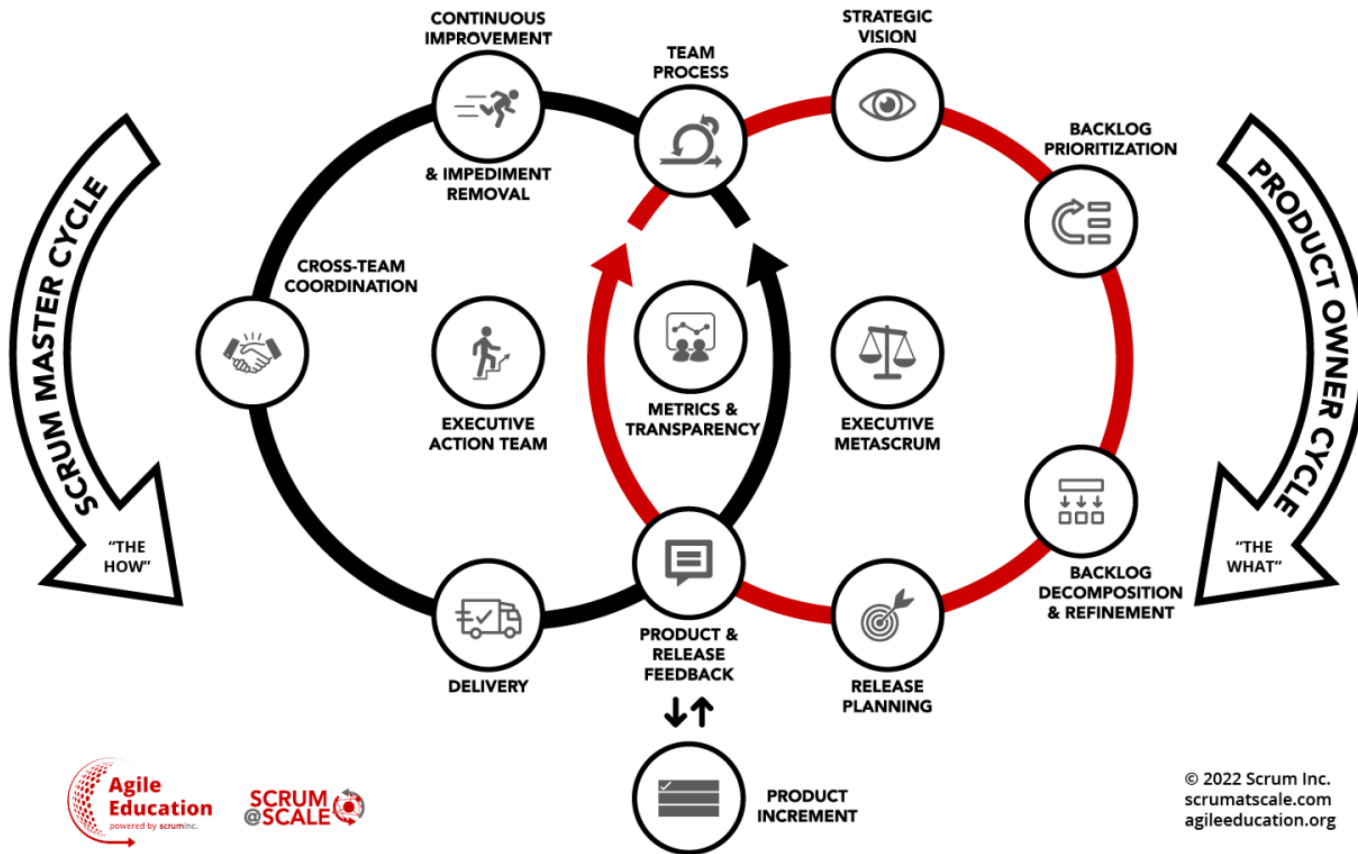 CONTINUOUS
IMPROVEMENT
& IMPEDIMENT
REMOVAL
TEAM
PROCESS
STRATEGIC
VISION
BACKLOG
PRIORITIZATION
SCRUM MASTER CYCLE
"THE
HOW"
PRODUCT OWNER CYCLE
"THE
WHAT"
CROSS-TEAM
COORDINATION
EXECUTIVE
ACTION TEAM
METRICS &
TRANSPARENCY
EXECUTIVE
METASCRUM
BACKLOG
DECOMPOSITION
& REFINEMENT
DELIVERY
PRODUCT &
RELEASE
FEEDBACK
RELEASE
PLANNING
PRODUCT
INCREMENT
Agile
Education
powered by scruminc.
SCRUM
@SCALE
© 2022 Scrum Inc.
scrumatscale.com
agileeducation.org